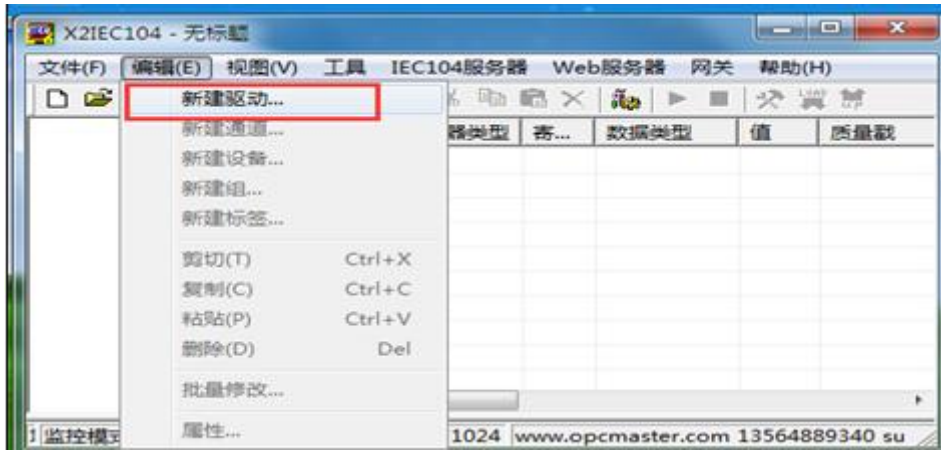 X2IEC104 - 无标题
文件(F) 编辑(E) 视图(V) 工具 IEC104服务器 Web服务器 网关 帮助(H)
新建驱动...
新建通道...
器类型 寄... 数据类型 值 质量戳
新建设备...
新建组...
新建标签...
剪切(T) Ctrl+X
复制(C) Ctrl+C
粘贴(P) Ctrl+V
删除(D) Del
批量修改...
属性...
监控模式 1024 www.opcmaster.com 13564889340 su